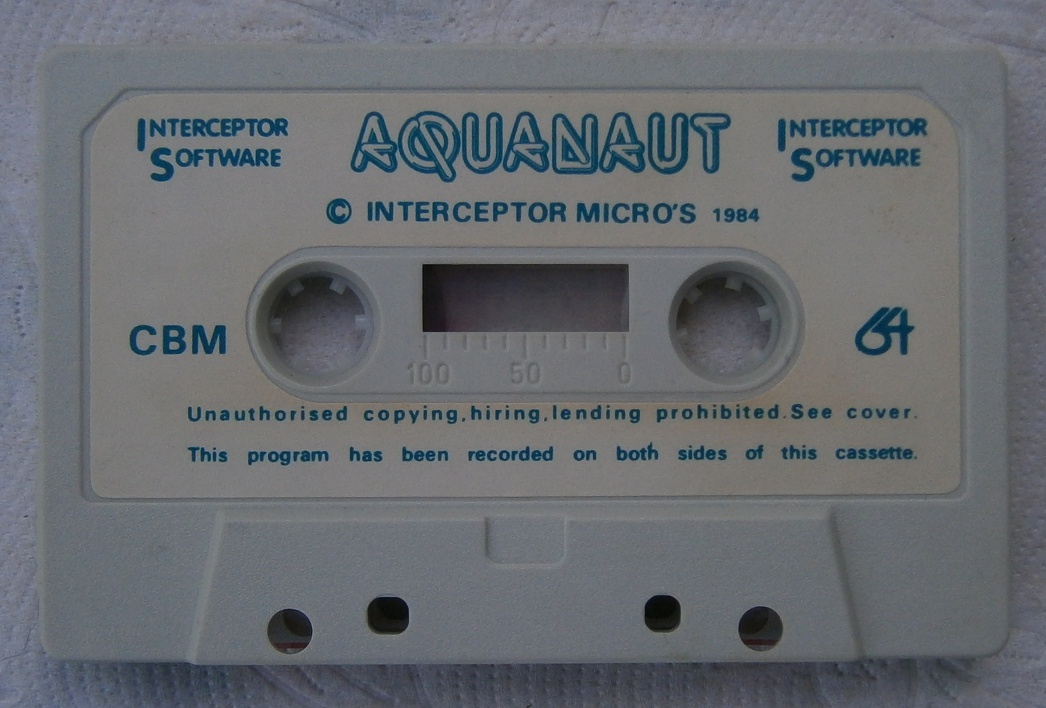 INTERCEPTOR SOFTWARE
AQUANAUT
INTERCEPTOR SOFTWARE
© INTERCEPTOR MICRO'S 1984
CBM
64
100 50 0
Unauthorised copying,hiring,lending prohibited.See cover.
This program has been recorded on both sides of this cassette.